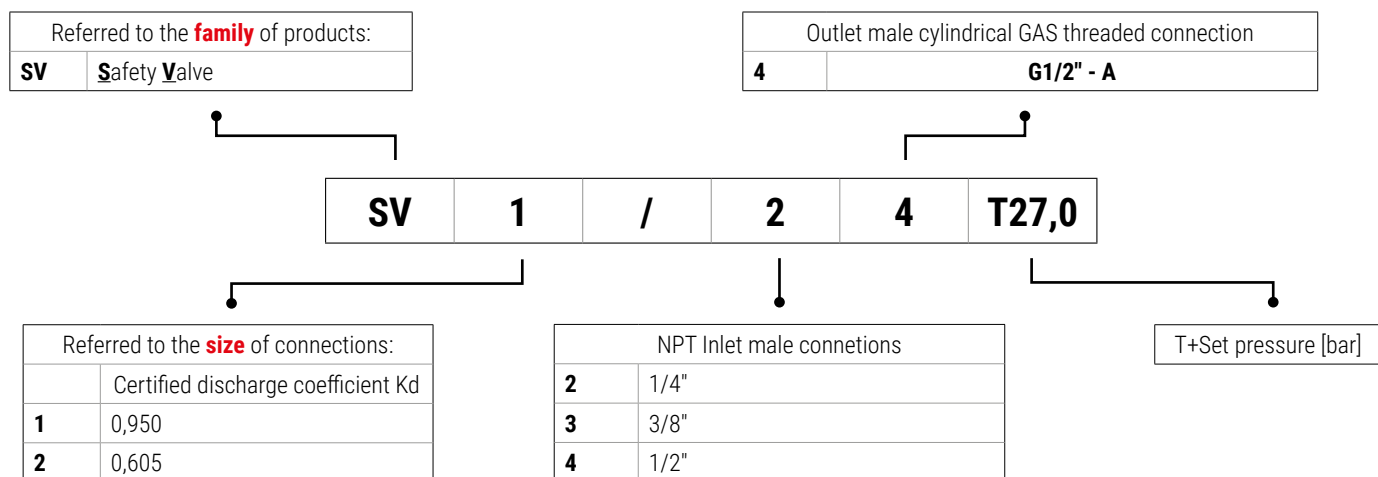 Referred to the family of products:
SV Safety Valve
Outlet male cylindrical GAS threaded connection
4 G1/2" - A
SV 1 / 2 4 T27,0
Referred to the size of connections:
Certified discharge coefficient Kd
1 0,950
2 0,605
NPT Inlet male connetions
2 1/4"
3 3/8"
4 1/2"
T+Set pressure [bar]